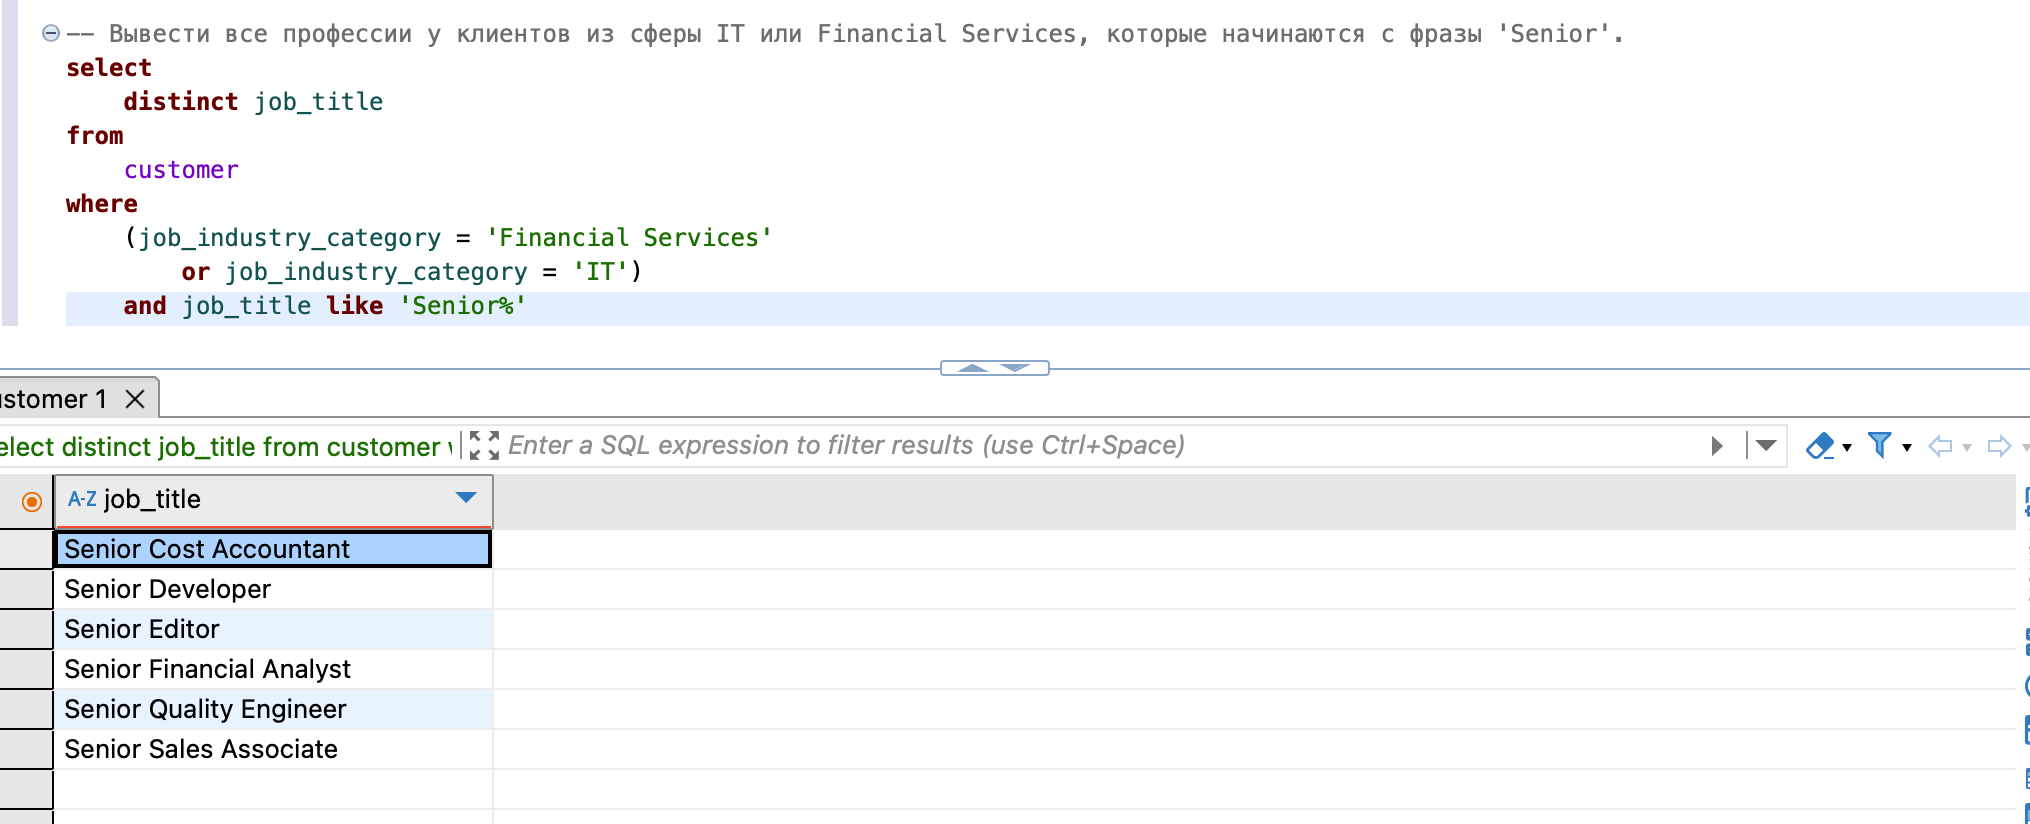 -- Вывести все профессии у клиентов из сферы IT или Financial Services, которые начинаются с фразы 'Senior'.
select
distinct job_title
from
customer
where
(job_industry_category = 'Financial Services'
or job_industry_category = 'IT')
and job_title like 'Senior%'
ustomer 1
elect distinct job_title from customer
Enter a SQL expression to filter results (use Ctrl+Space)
A-Z job_title
Senior Cost Accountant
Senior Developer
Senior Editor
Senior Financial Analyst
Senior Quality Engineer
Senior Sales Associate